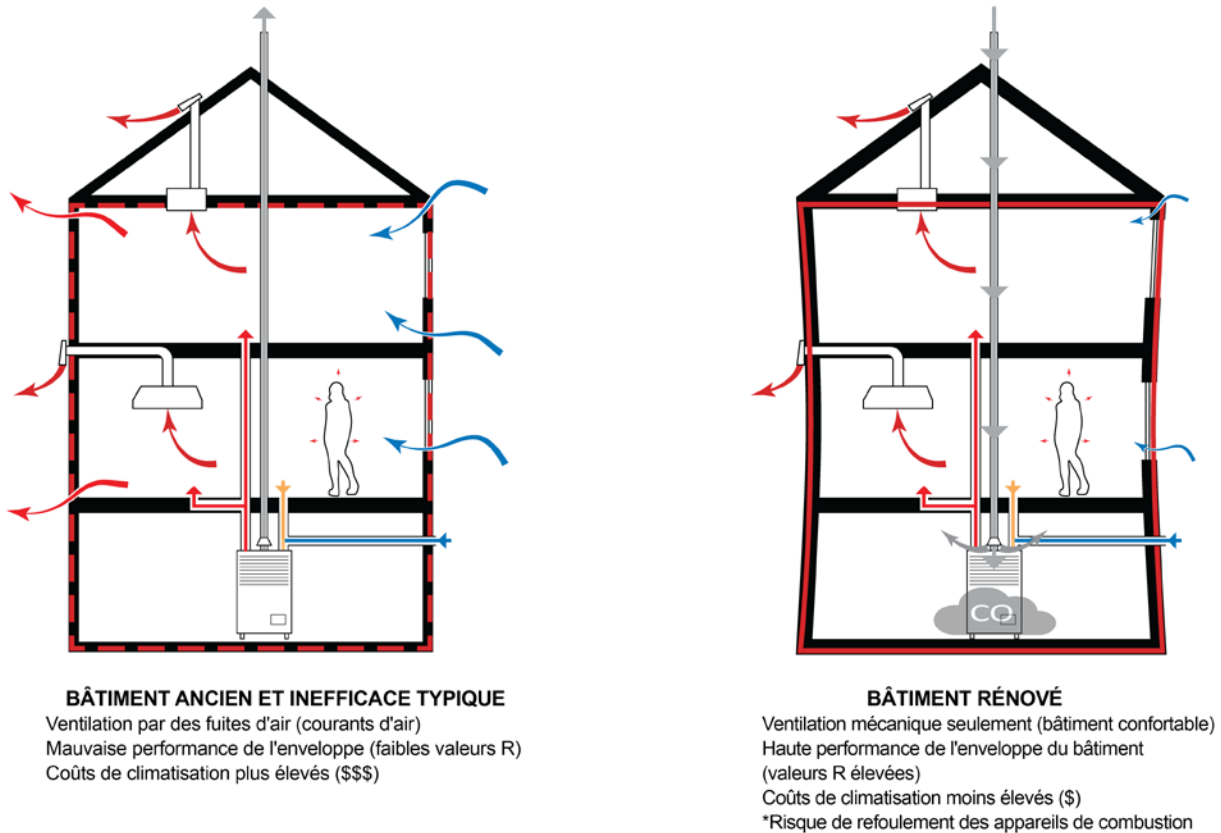 CO
BÂTIMENT ANCIEN ET INEFFICACE TYPIQUE
Ventilation par des fuites d'air (courants d'air)
Mauvaise performance de l'enveloppe (faibles valeurs R)
Coûts de climatisation plus élevés ($$$)
BÂTIMENT RÉNOVÉ
Ventilation mécanique seulement (bâtiment confortable)
Haute performance de l'enveloppe du bâtiment
(valeurs R élevées)
Coûts de climatisation moins élevés ($)
*Risque de refoulement des appareils de combustion